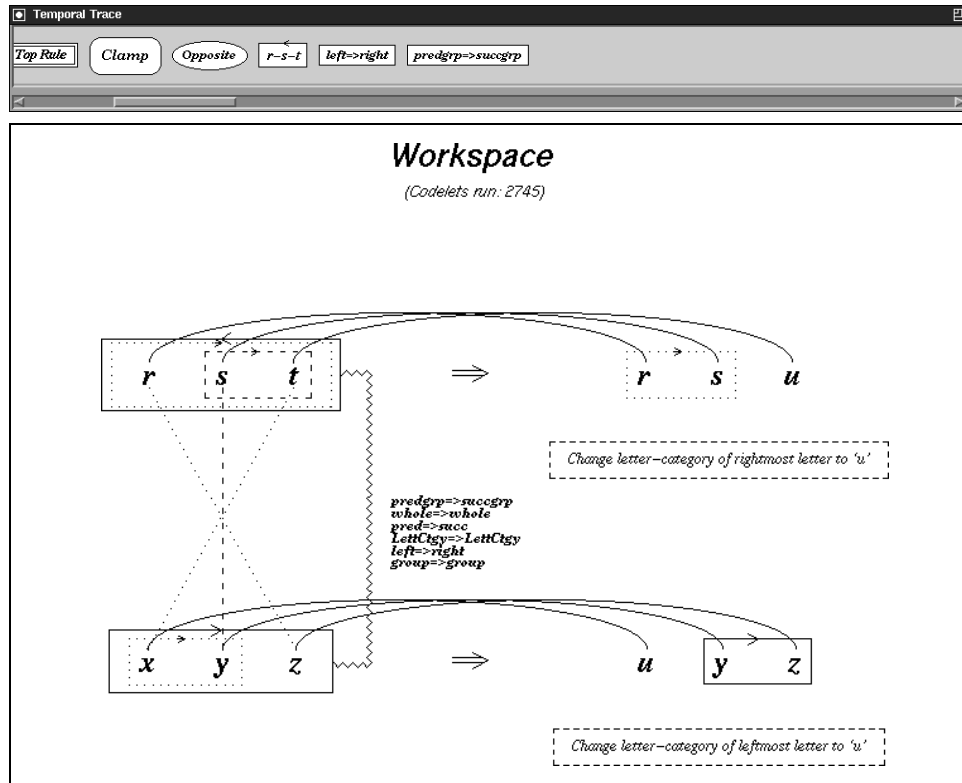 Temporal Trace
Top Rule Clamp Opposite r–s–t left=>right predgrp=>succgrp
Workspace
(Codelets run: 2745)
r s t ⇒ r s u
Change letter–category of rightmost letter to ‘u’
predgrp=>succgrp
whole=>whole
pred=>succ
LettCtgy=>LettCtgy
left=>right
group=>group
x y z ⇒ u y z
Change letter–category of leftmost letter to ‘u’